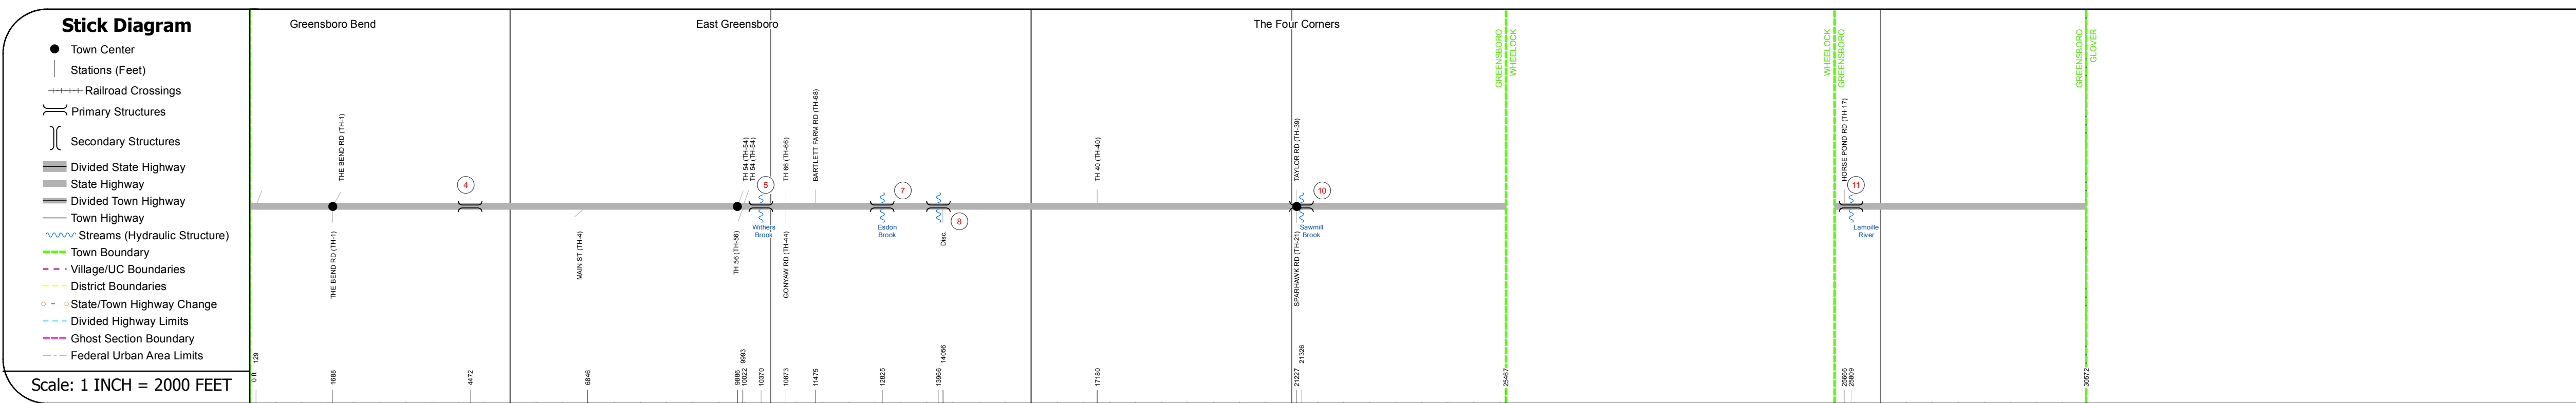 Stick Diagram
Town Center
Stations (Feet)
Railroad Crossings
Primary Structures
Secondary Structures
Divided State Highway
State Highway
Divided Town Highway
Town Highway
Streams (Hydraulic Structure)
Town Boundary
Village/UC Boundaries
District Boundaries
State/Town Highway Change
Divided Highway Limits
Ghost Section Boundary
Federal Urban Area Limits
Scale: 1 INCH = 2000 FEET
Greensboro Bend
East Greensboro
The Four Corners
GREENSBORO
WHEELOCK
WHEELOCK
GREENSBORO
GREENSBORO
GLOVER
THE BEND RD (TH-1)
TH 54 (TH-54)
TH 54 (TH-54)
TH 66 (TH-66)
BARTLETT FARM RD (TH-68)
TH 40 (TH-40)
TAYLOR RD (TH-39)
HORSE POND RD (TH-17)
4
5
7
8
10
11
THE BEND RD (TH-1)
MAIN ST (TH-4)
TH 56 (TH-56)
Withers
Brook
GONYAW RD (TH-44)
Esdon
Brook
Disc.
SPARHAWK RD (TH-21)
Sawmill
Brook
Lamoille
River
0 ft
129
1688
4472
6846
9886
10022
9993
10370
10873
11475
12825
13966
14056
17180
21227
21326
25467
25666
25809
30572